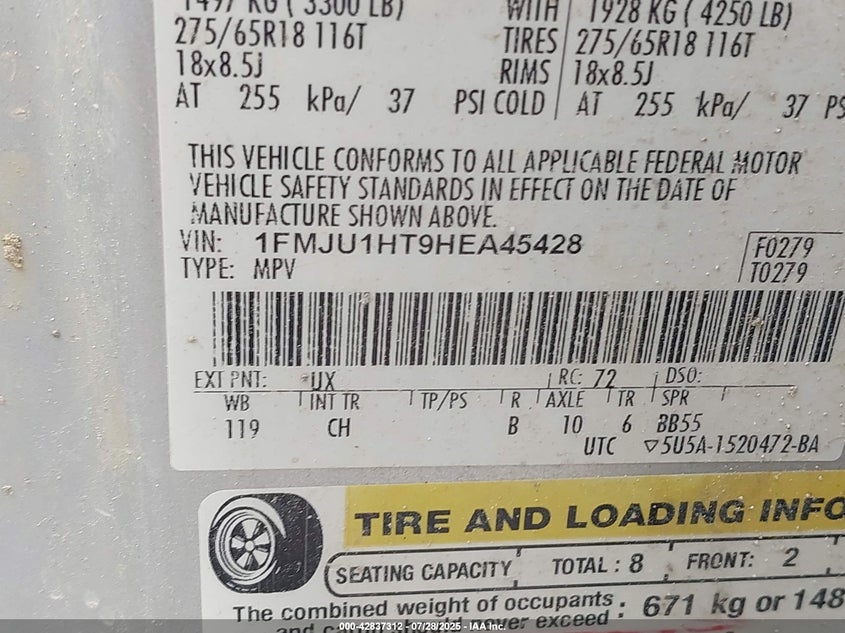 1497 KG ( 3300 LB) WITH 1928 KG ( 4250 LB)
275/65R18 116T TIRES 275/65R18 116T
18x8.5J RIMS 18x8.5J
AT 255 kPa/ 37 PSI COLD AT 255 kPa/ 37 PS
THIS VEHICLE CONFORMS TO ALL APPLICABLE FEDERAL MOTOR
VEHICLE SAFETY STANDARDS IN EFFECT ON THE DATE OF
MANUFACTURE SHOWN ABOVE.
VIN: 1FMJU1HT9HEA45428 F0279
TYPE: MPV T0279
EXT PNT: UX RC: 72 DSO:
WB INT TR TP/PS R AXLE TR SPR
119 CH B 10 6 BB55
UTC ▽5U5A-1520472-BA
TIRE AND LOADING INFO
SEATING CAPACITY TOTAL : 8 FRONT: 2
The combined weight of occupants : 671 kg or 148
and cargo should never exceed
000-42837312 07/28/2025 - IAA Inc.